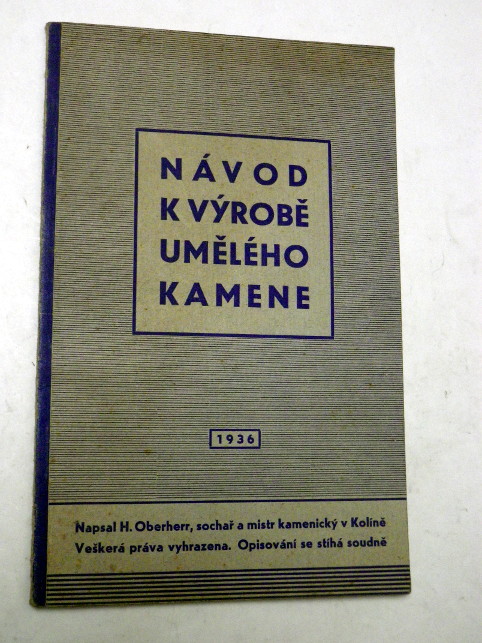 NÁVOD
K VÝROBĚ
UMĚLÉHO
KAMENE
1936
Napsal H. Oberherr, sochař a mistr kamenický v Kolíně
Veškerá práva vyhrazena. Opisování se stíhá soudně